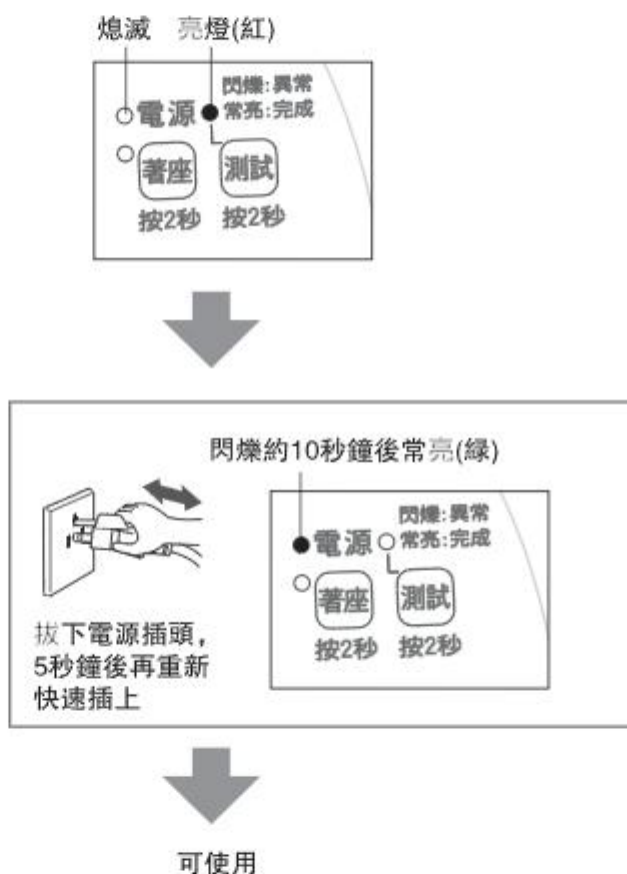 熄滅 亮燈(紅)
閃爍:異常
電源 常亮:完成
著座 測試
按2秒 按2秒
閃爍約10秒鐘後常亮(緑)
閃爍:異常
電源 常亮:完成
著座 測試
按2秒 按2秒
拔下電源插頭，
5秒鐘後再重新
快速插上
可使用